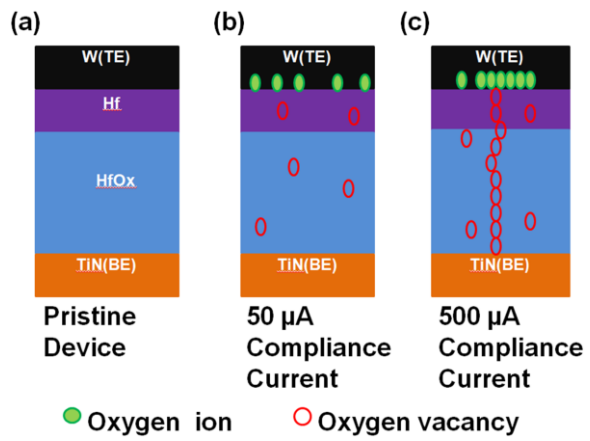 (a)
(b)
(c)
W(TE)
W(TE)
W(TE)
Hf
HfOx
TiN(BE)
TiN(BE)
TiN(BE)
Pristine
Device
50 µA
Compliance
Current
500 µA
Compliance
Current
Oxygen ion
Oxygen vacancy